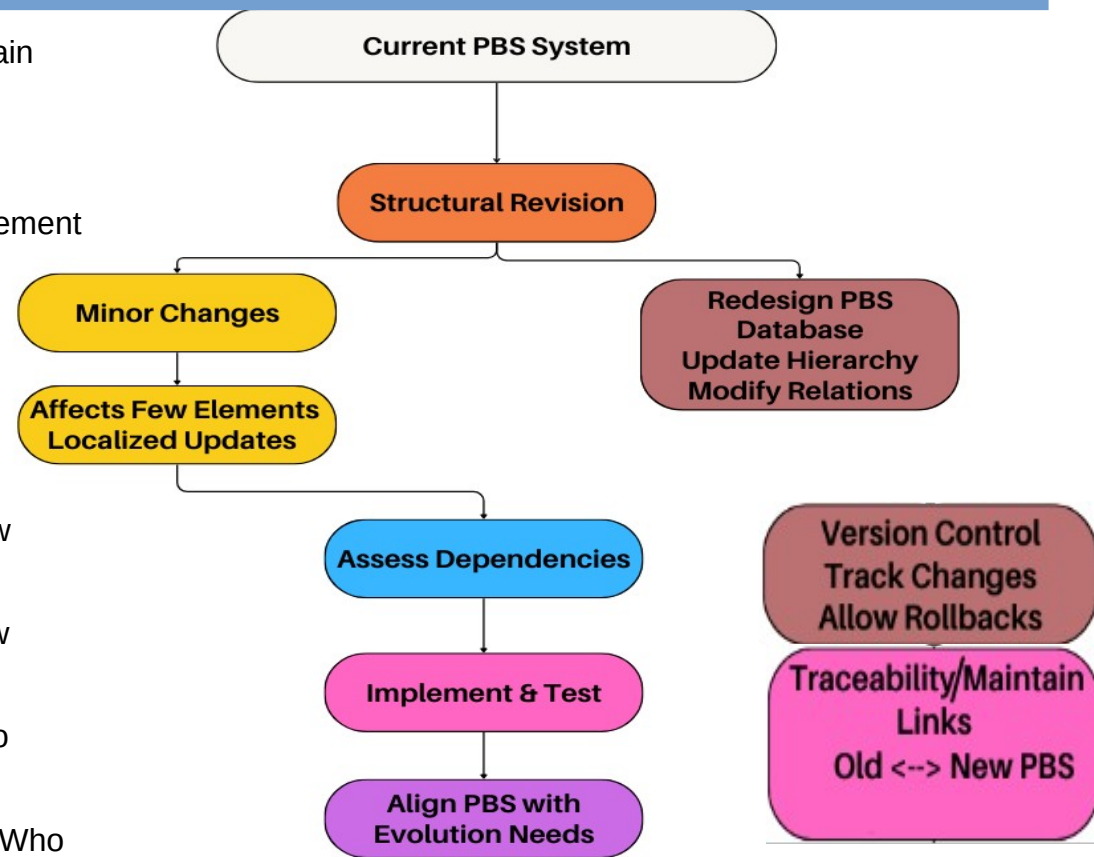 ain
ement
w
w
o
Who
Current PBS System
Structural Revision
Minor Changes
Redesign PBS
Database
Update Hierarchy
Modify Relations
Affects Few Elements
Localized Updates
Assess Dependencies
Implement & Test
Align PBS with
Evolution Needs
Version Control
Track Changes
Allow Rollbacks
Traceability/Maintain
Links
Old <--> New PBS